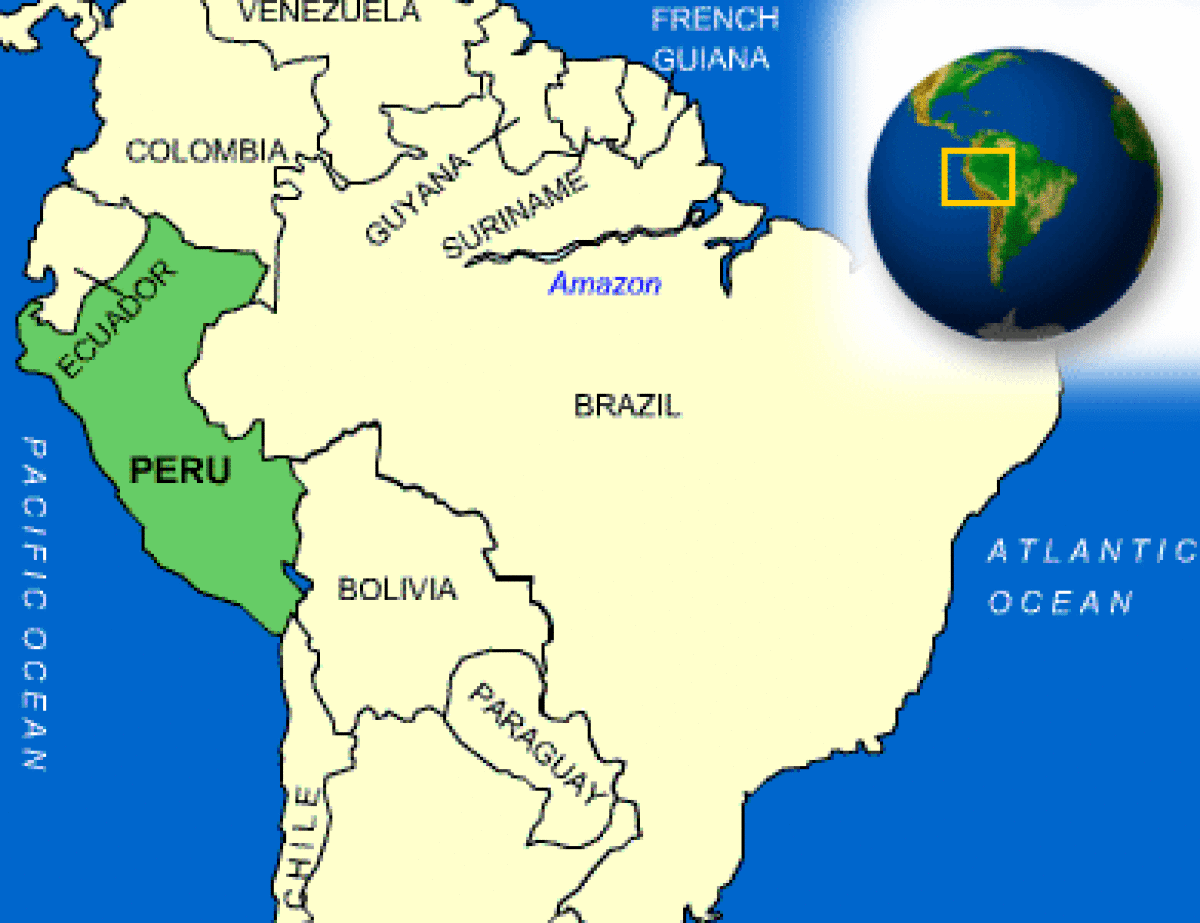 VENEZUELA
FRENCH
GUIANA
COLOMBIA
GUYANA
SURINAME
ECUADOR
Amazon
BRAZIL
PERU
PACIFIC OCEAN
ATLANTIC
OCEAN
BOLIVIA
PARAGUAY
CHILE